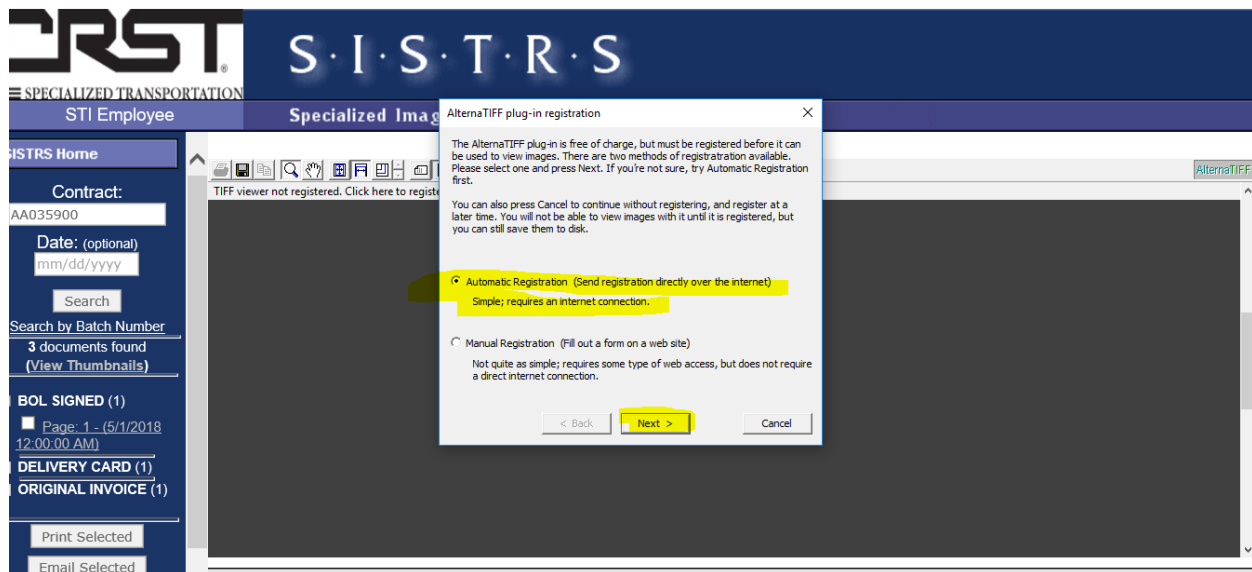 CRST
SPECIALIZED TRANSPORTATION
S·I·S·T·R·S
STI Employee
Specialized Imag
SISTRS Home
Contract:
AA035900
Date: (optional)
mm/dd/yyyy
Search
Search by Batch Number
3 documents found
(View Thumbnails)
BOL SIGNED (1)
Page: 1 - (5/1/2018
12:00:00 AM)
DELIVERY CARD (1)
ORIGINAL INVOICE (1)
Print Selected
Email Selected
TIFF viewer not registered. Click here to registe
AlternaTIFF
AlternaTIFF plug-in registration
The AlternaTIFF plug-in is free of charge, but must be registered before it can
be used to view images. There are two methods of registratration available.
Please select one and press Next. If you're not sure, try Automatic Registration
first.
You can also press Cancel to continue without registering, and register at a
later time. You will not be able to view images with it until it is registered, but
you can still save them to disk.
Automatic Registration (Send registration directly over the internet)
Simple; requires an internet connection.
Manual Registration (Fill out a form on a web site)
Not quite as simple; requires some type of web access, but does not require
a direct internet connection.
< Back
Next >
Cancel